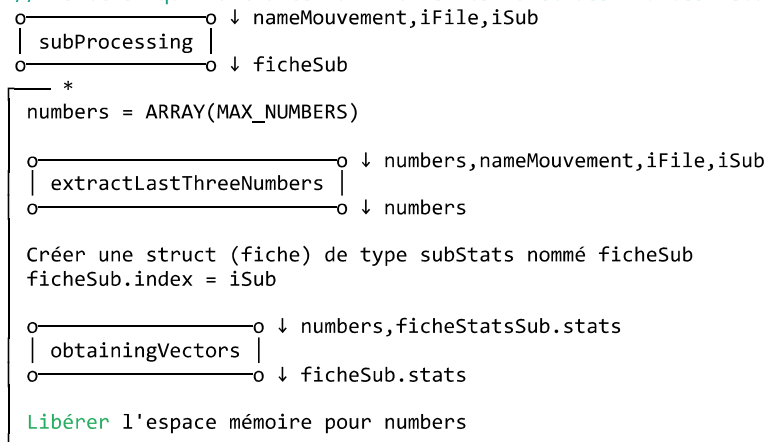 ↓ nameMouvement,iFile,iSub
subProcessing
↓ ficheSub
*
numbers = ARRAY(MAX_NUMBERS)
↓ numbers,nameMouvement,iFile,iSub
extractLastThreeNumbers
↓ numbers
Créer une struct (fiche) de type subStats nommé ficheSub
ficheSub.index = iSub
↓ numbers,ficheStatsSub.stats
obtainingVectors
↓ ficheSub.stats
Libérer l'espace mémoire pour numbers